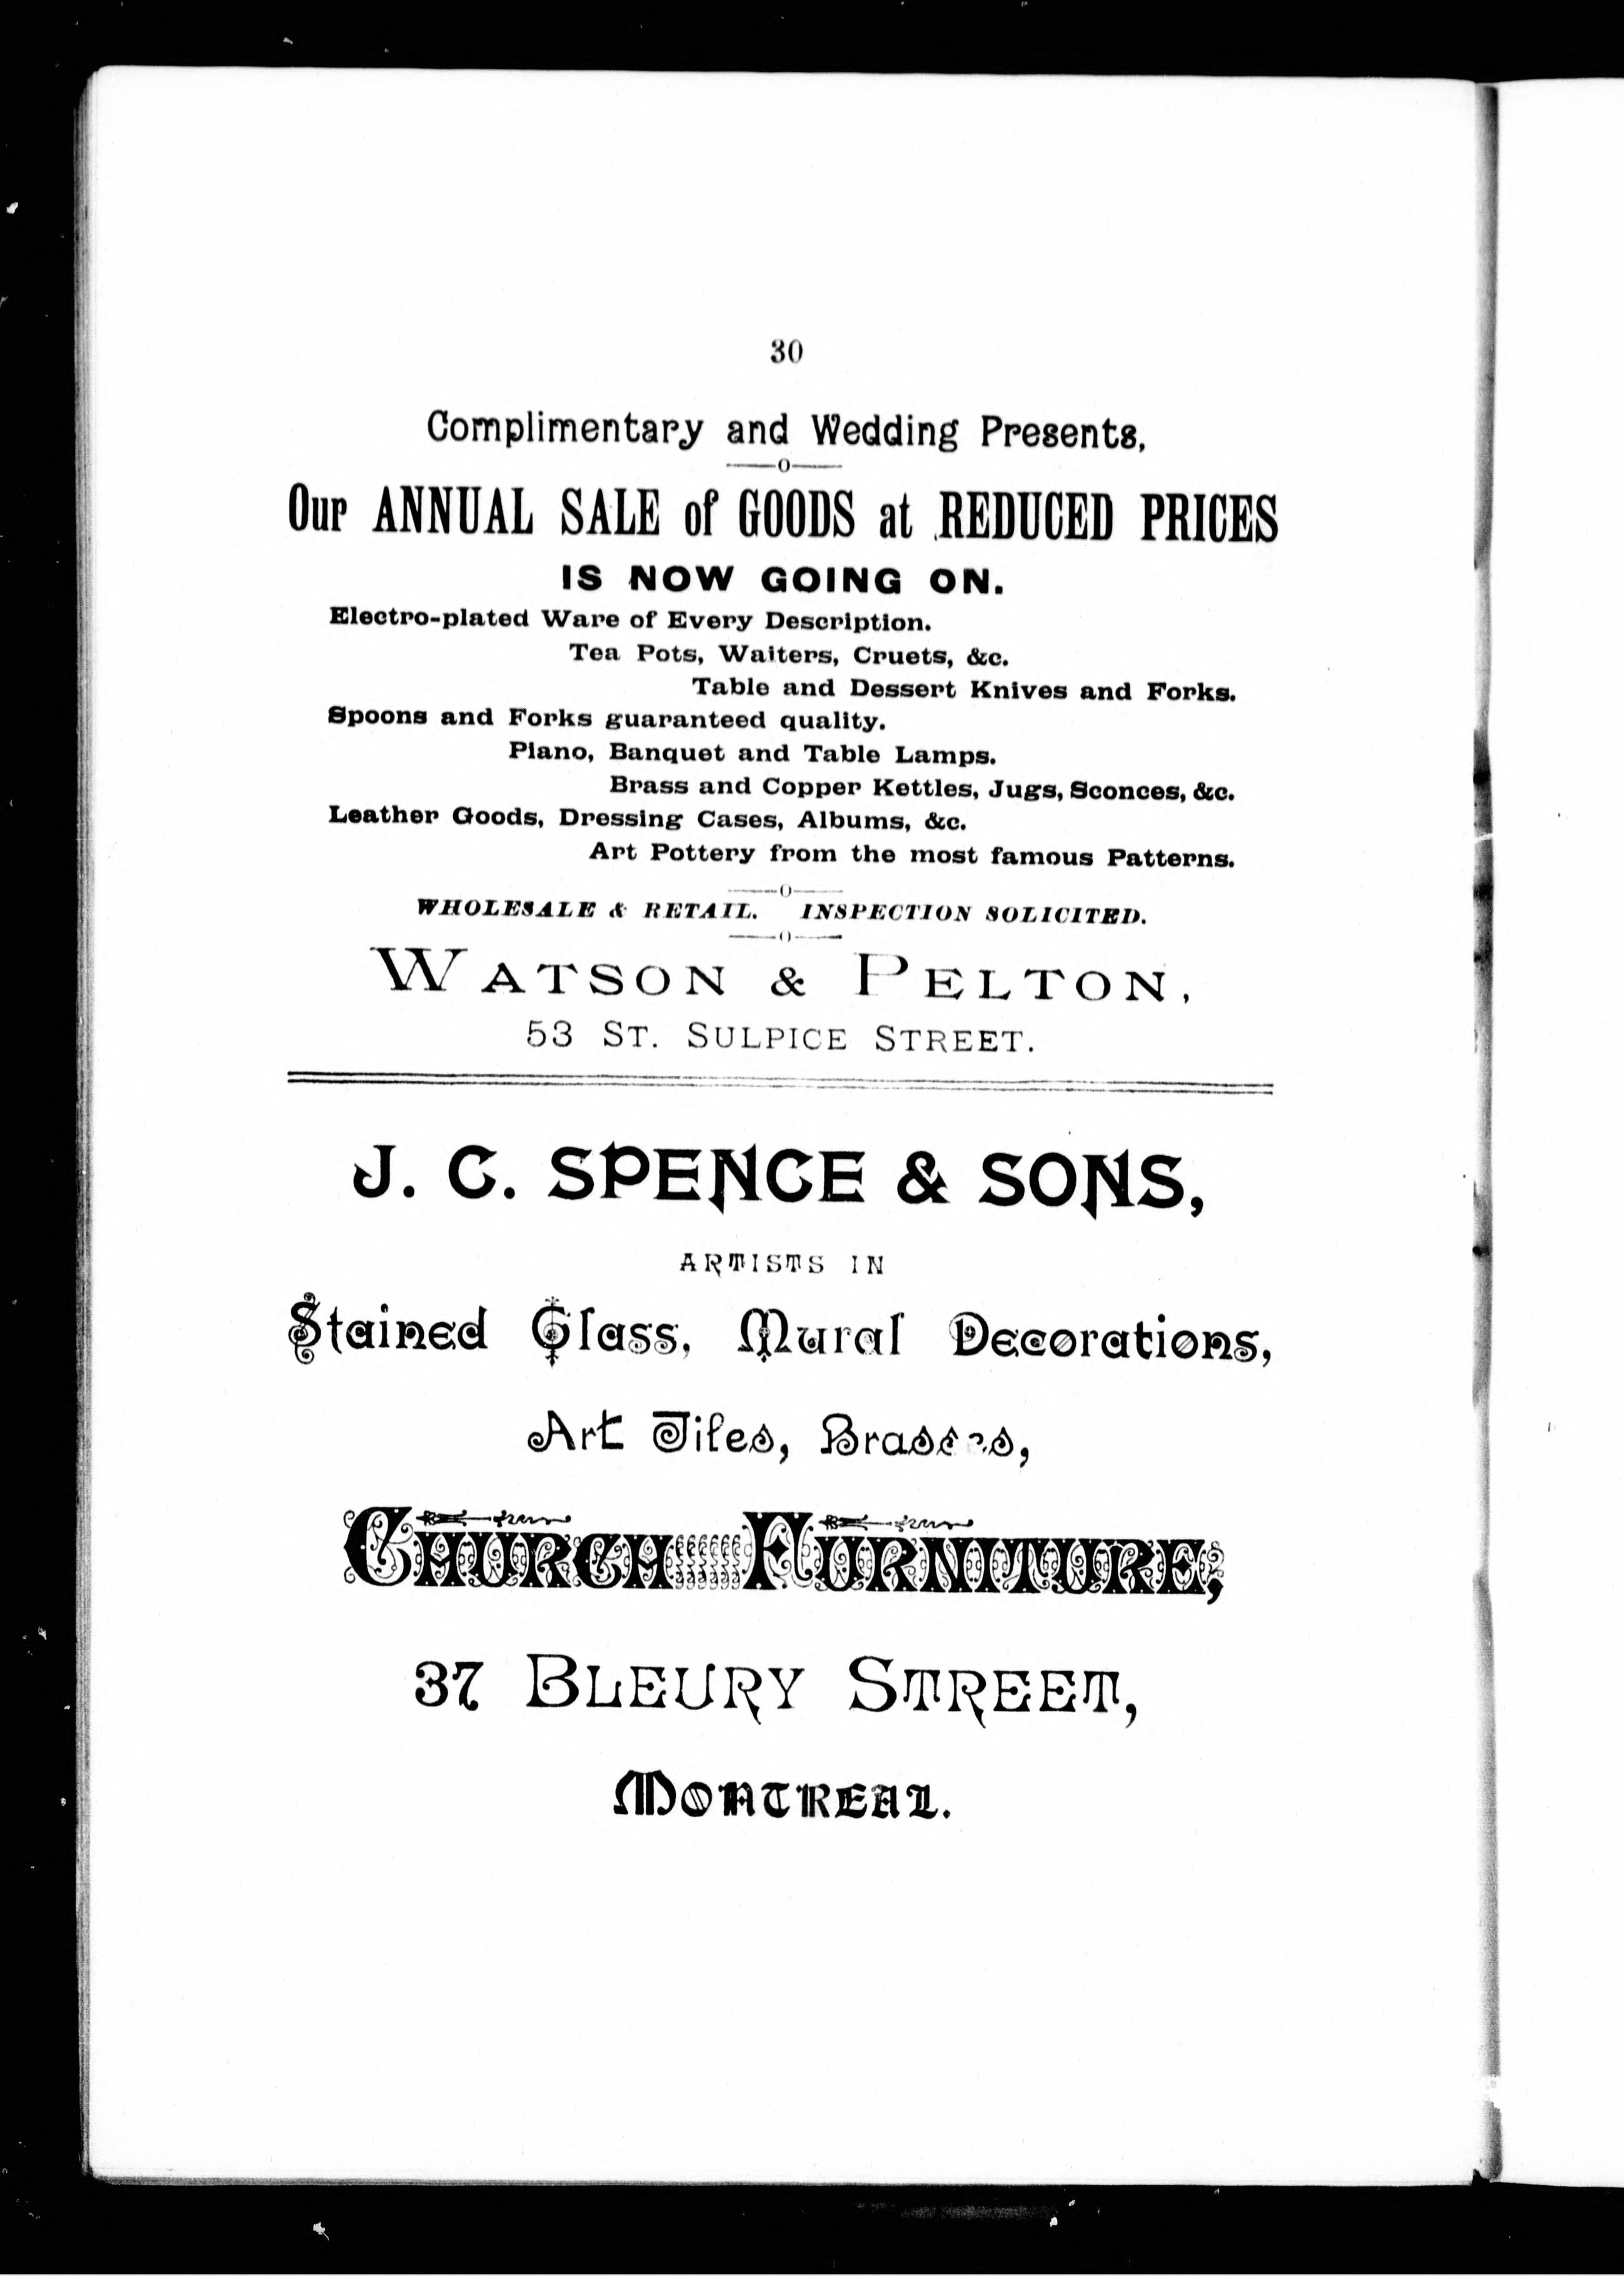 30
Complimentary and Wedding Presents,
Our ANNUAL SALE of GOODS at REDUCED PRICES
IS NOW GOING ON.
Electro-plated Ware of Every Description.
Tea Pots, Waiters, Cruets, &c.
Table and Dessert Knives and Forks.
Spoons and Forks guaranteed quality.
Piano, Banquet and Table Lamps.
Brass and Copper Kettles, Jugs, Sconces, &c.
Leather Goods, Dressing Cases, Albums, &c.
Art Pottery from the most famous Patterns.
WHOLESALE & RETAIL. INSPECTION SOLICITED.
WATSON & PELTON,
53 ST. SULPICE STREET.
J. C. SPENCE & SONS,
ARTISTS IN
Stained Glass, Mural Decorations,
Art Tiles, Brasses,
CHURCH FURNITURE,
37 BLEURY STREET,
MONTREAL.